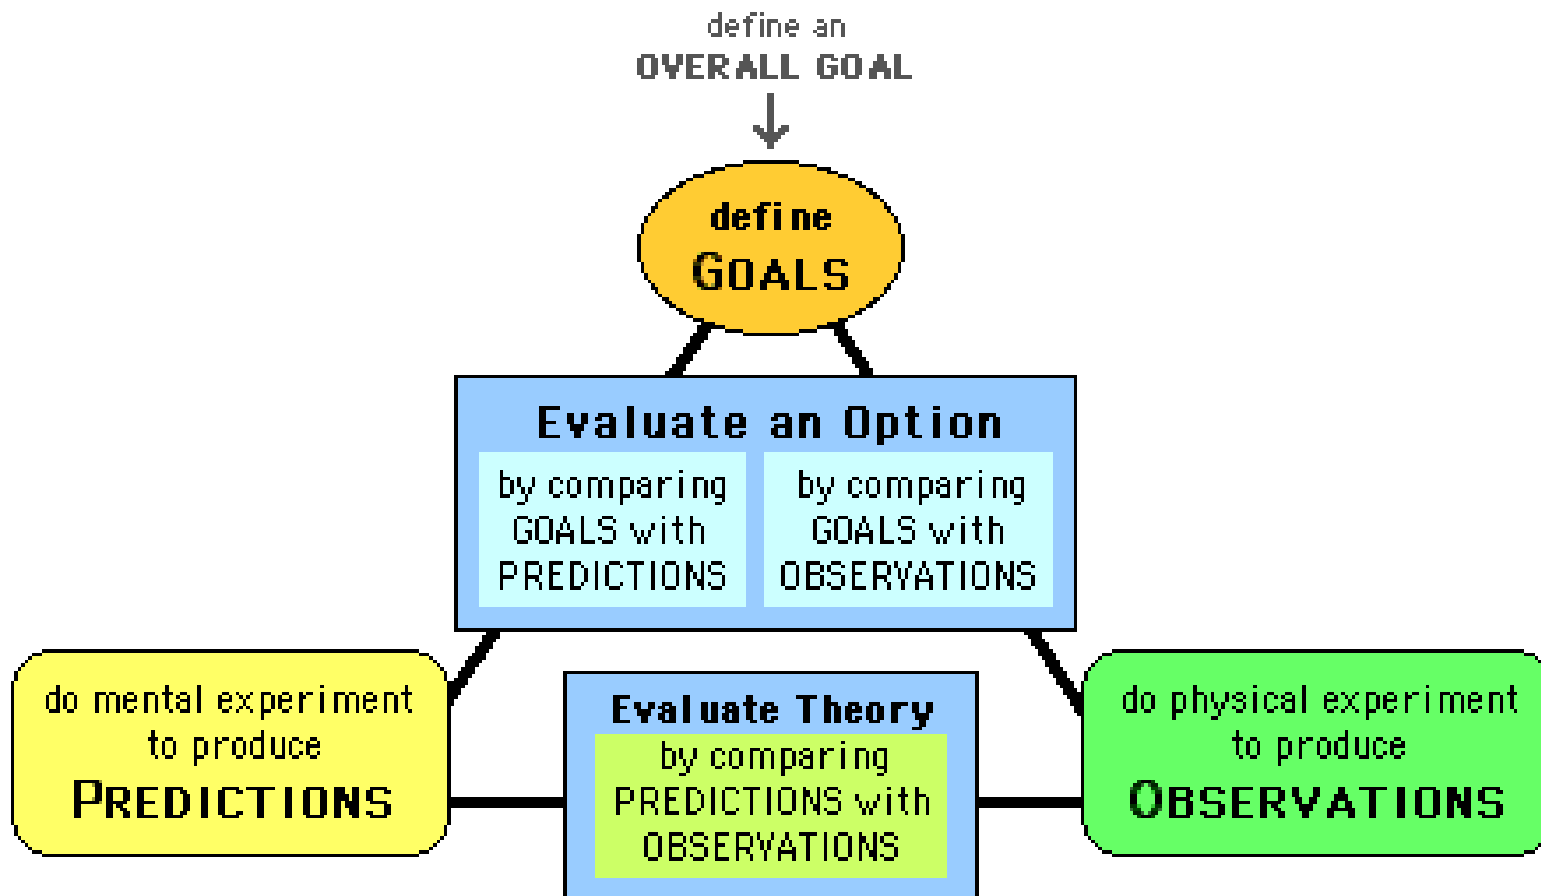 define an
OVERALL GOAL
define
GOALS
Evaluate an Option
by comparing
GOALS with
PREDICTIONS
by comparing
GOALS with
OBSERVATIONS
do mental experiment
to produce
PREDICTIONS
Evaluate Theory
by comparing
PREDICTIONS with
OBSERVATIONS
do physical experiment
to produce
OBSERVATIONS